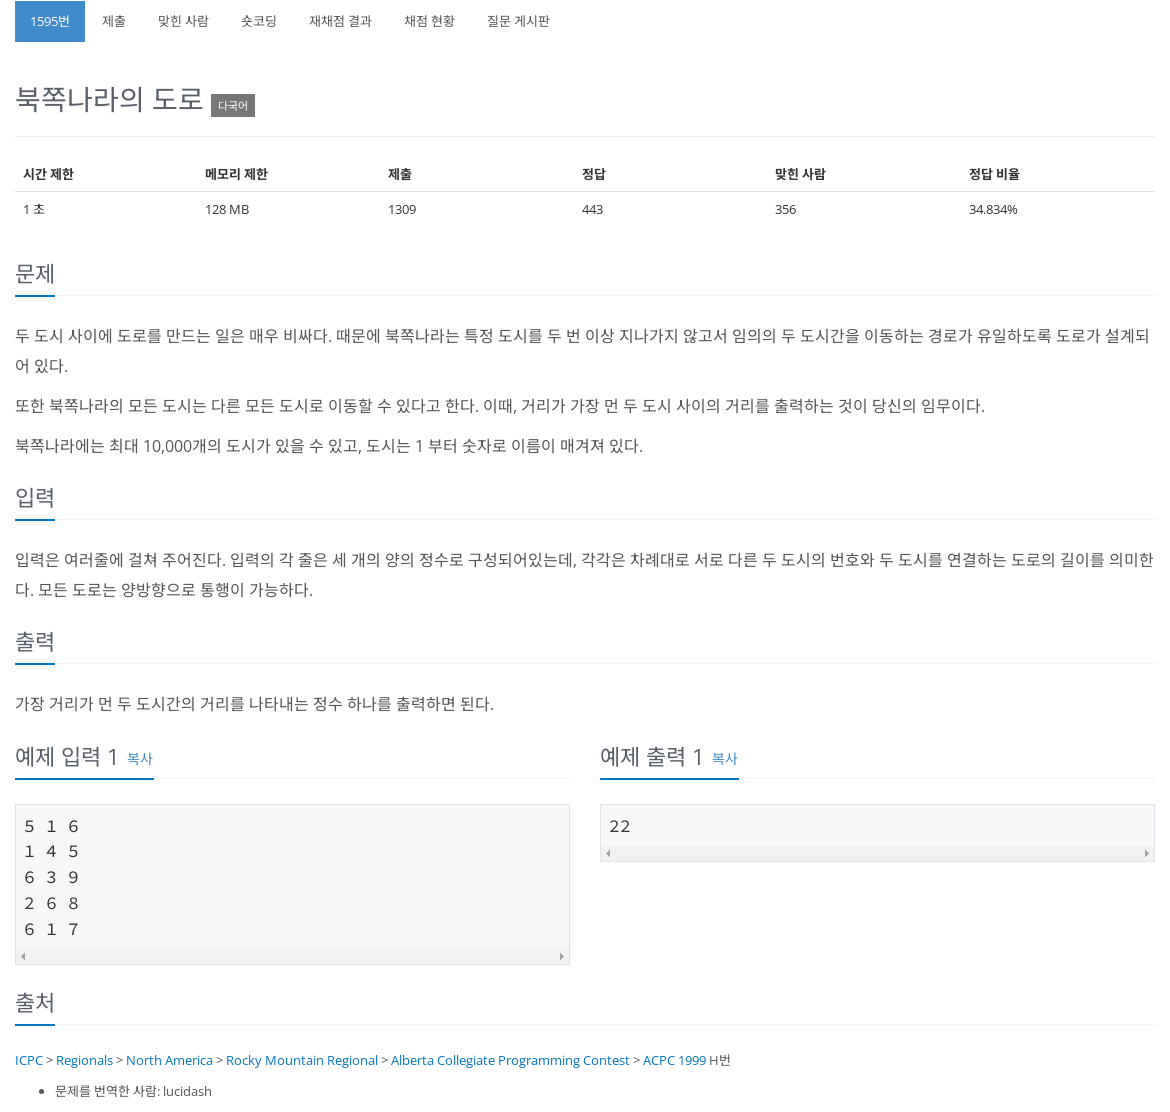 1595번 제출 맞힌 사람 숏코딩 재채점 결과 채점 현황 질문 게시판
북쪽나라의 도로 다국어
시간 제한 메모리 제한 제출 정답 맞힌 사람 정답 비율
1 초 128 MB 1309 443 356 34.834%
문제
두 도시 사이에 도로를 만드는 일은 매우 비싸다. 때문에 북쪽나라는 특정 도시를 두 번 이상 지나가지 않고서 임의의 두 도시간을 이동하는 경로가 유일하도록 도로가 설계되
어 있다.
또한 북쪽나라의 모든 도시는 다른 모든 도시로 이동할 수 있다고 한다. 이때, 거리가 가장 먼 두 도시 사이의 거리를 출력하는 것이 당신의 임무이다.
북쪽나라에는 최대 10,000개의 도시가 있을 수 있고, 도시는 1 부터 숫자로 이름이 매겨져 있다.
입력
입력은 여러줄에 걸쳐 주어진다. 입력의 각 줄은 세 개의 양의 정수로 구성되어있는데, 각각은 차례대로 서로 다른 두 도시의 번호와 두 도시를 연결하는 도로의 길이를 의미한
다. 모든 도로는 양방향으로 통행이 가능하다.
출력
가장 거리가 먼 두 도시간의 거리를 나타내는 정수 하나를 출력하면 된다.
예제 입력 1 복사
5 1 6
1 4 5
6 3 9
2 6 8
6 1 7
예제 출력 1 복사
22
출처
ICPC > Regionals > North America > Rocky Mountain Regional > Alberta Collegiate Programming Contest > ACPC 1999 H번
• 문제를 번역한 사람: lucidash